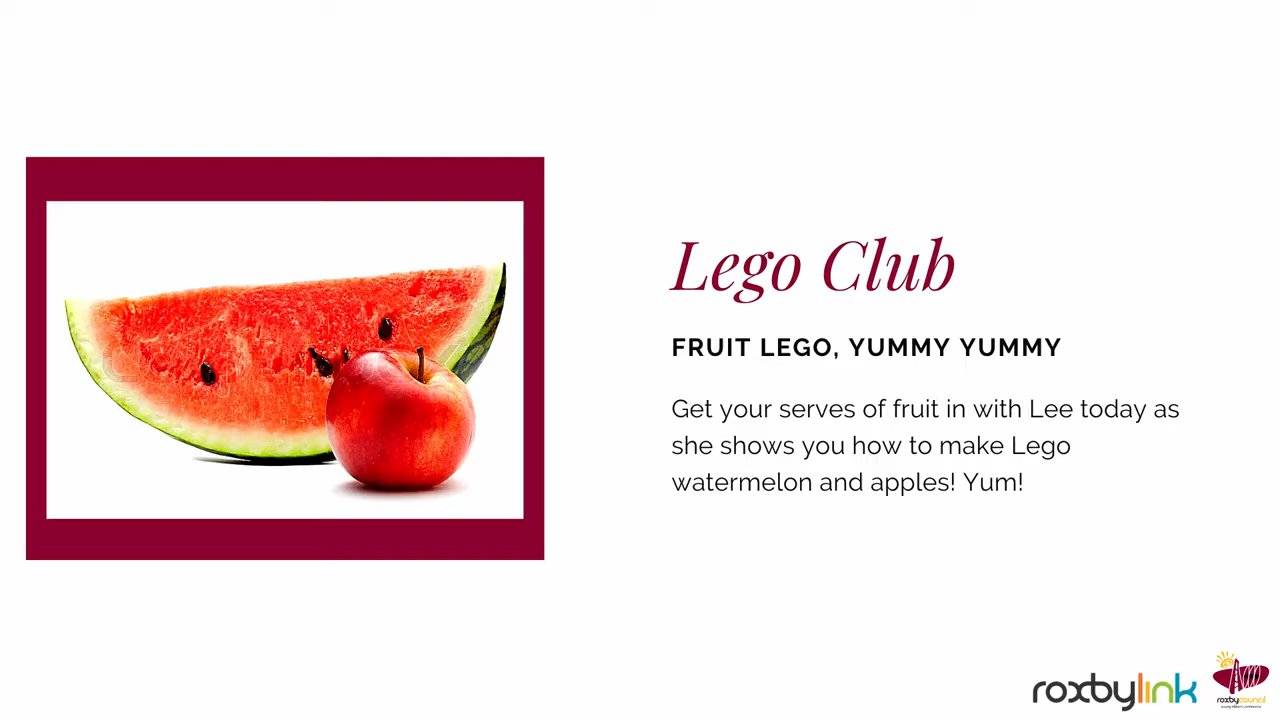 Lego Club
FRUIT LEGO, YUMMY YUMMY
Get your serves of fruit in with Lee today as
she shows you how to make Lego
watermelon and apples! Yum!
roxbylink
roxbycouncil